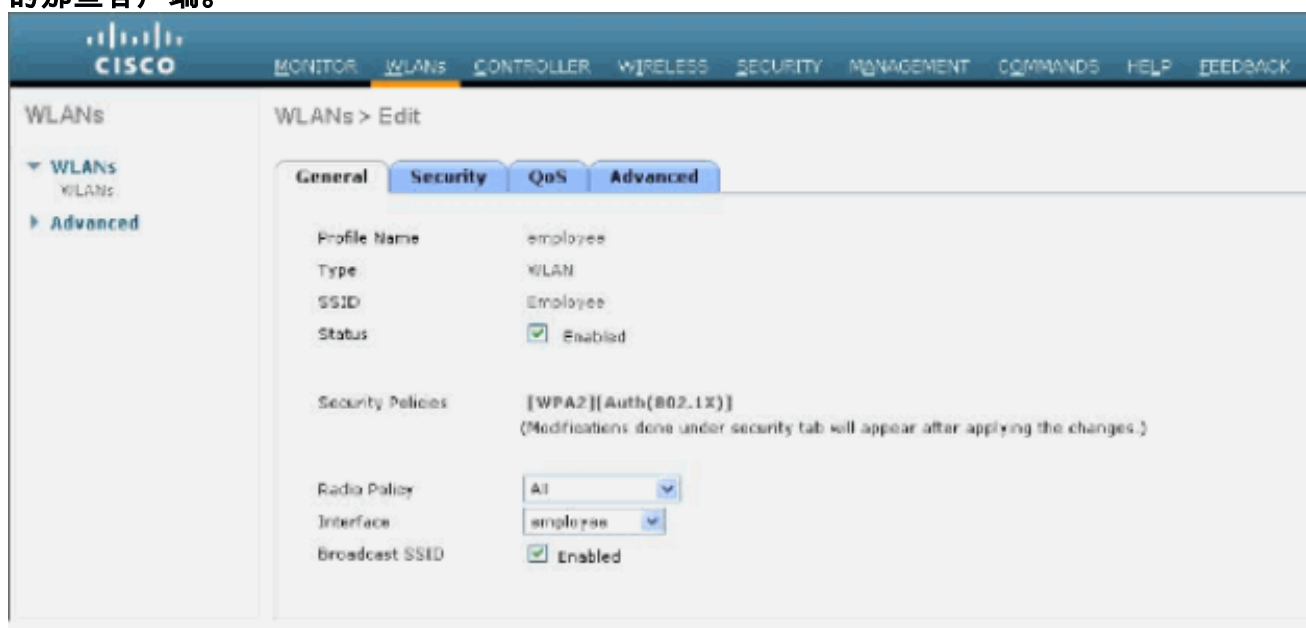 的那些客户端。
CISCO
MONITOR WLANs CONTROLLER WIRELESS SECURITY MANAGEMENT COMMANDS HELP FEEDBACK
WLANs
WLANs > Edit
WLANs
WLANs
Advanced
General Security QoS Advanced
Profile Name employee
Type WLAN
SSID Employee
Status Enabled
Security Policies [WPA2][Auth(802.1X)]
(Modifications done under security tab will appear after applying the changes.)
Radio Policy All
Interface employee
Broadcast SSID Enabled